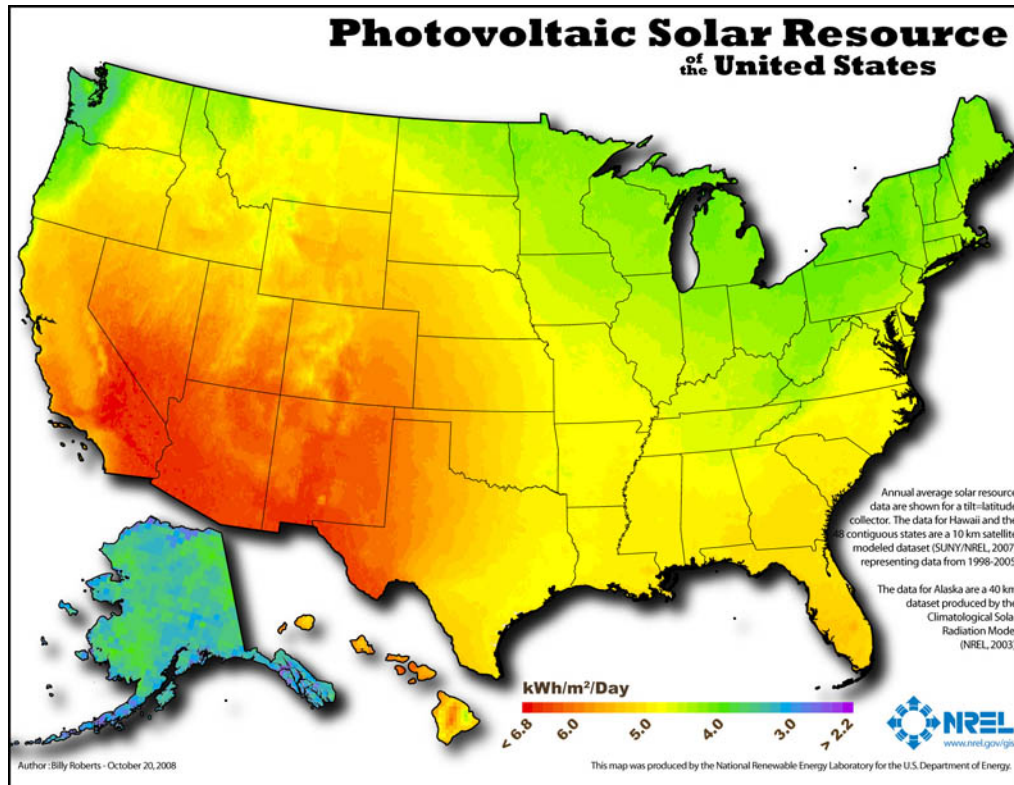 Photovoltaic Solar Resource
of the United States
Annual average solar resource
data are shown for a tilt=latitude
collector. The data for Hawaii and the
48 contiguous states are a 10 km satellite
modeled dataset (SUNY/NREL, 2007)
representing data from 1998-2005
The data for Alaska are a 40 km
dataset produced by the
Climatological Solar
Radiation Model
(NREL, 2003)
kWh/m²/Day
< 6.8 6.0 5.0 4.0 3.0 > 2.2
NREL
www.nrel.gov/gis
Author : Billy Roberts - October 20, 2008
This map was produced by the National Renewable Energy Laboratory for the U.S. Department of Energy.